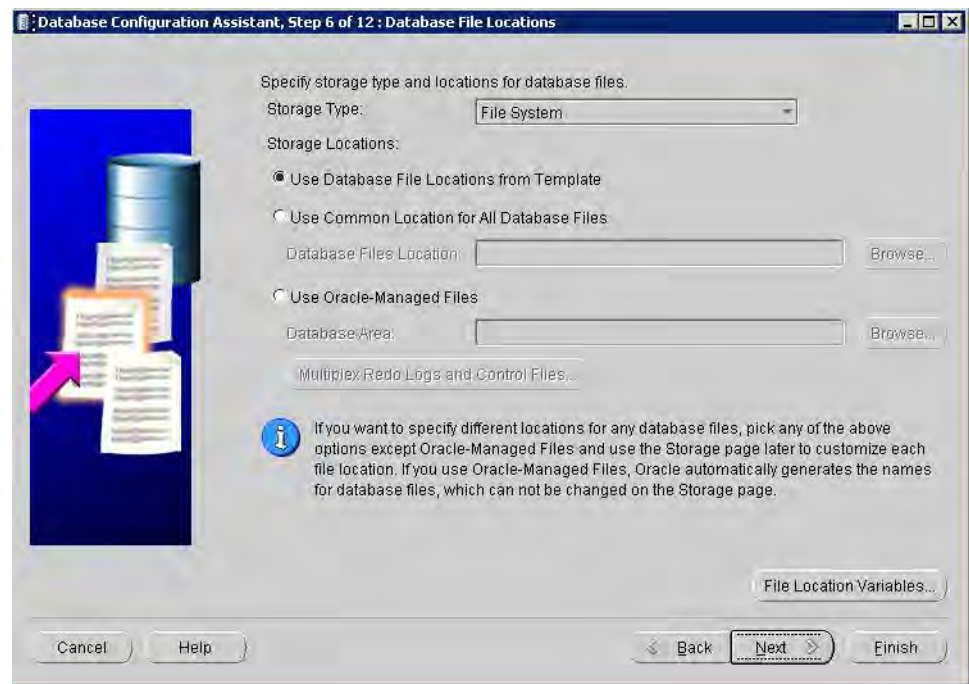 Database Configuration Assistant, Step 6 of 12 : Database File Locations
Specify storage type and locations for database files.
Storage Type:
File System
Storage Locations:
Use Database File Locations from Template
Use Common Location for All Database Files
Database Files Location:
Browse...
Use Oracle-Managed Files
Database Area:
Browse...
Multiplex Redo Logs and Control Files...
If you want to specify different locations for any database files, pick any of the above
options except Oracle-Managed Files and use the Storage page later to customize each
file location. If you use Oracle-Managed Files, Oracle automatically generates the names
for database files, which can not be changed on the Storage page.
File Location Variables...
Cancel
Help
Back
Next
Finish